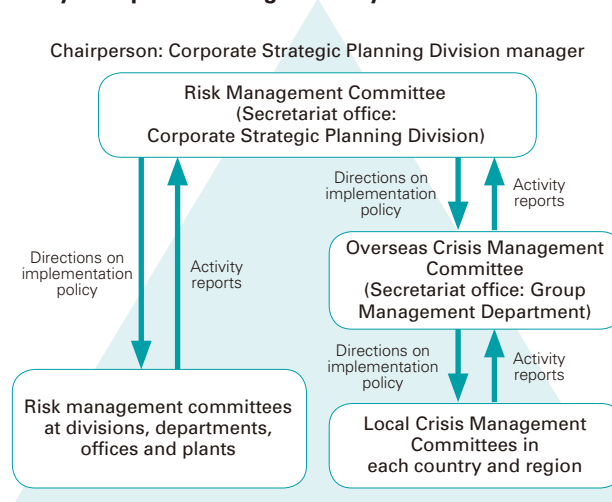 Chairperson: Corporate Strategic Planning Division manager
Risk Management Committee
(Secretariat office:
Corporate Strategic Planning Division)
Directions on
implementation
policy
Activity
reports
Directions on
implementation
policy
Activity
reports
Overseas Crisis Management
Committee
(Secretariat office: Group
Management Department)
Directions on
implementation
policy
Activity
reports
Risk management committees
at divisions, departments,
offices and plants
Local Crisis Management
Committees in
each country and region